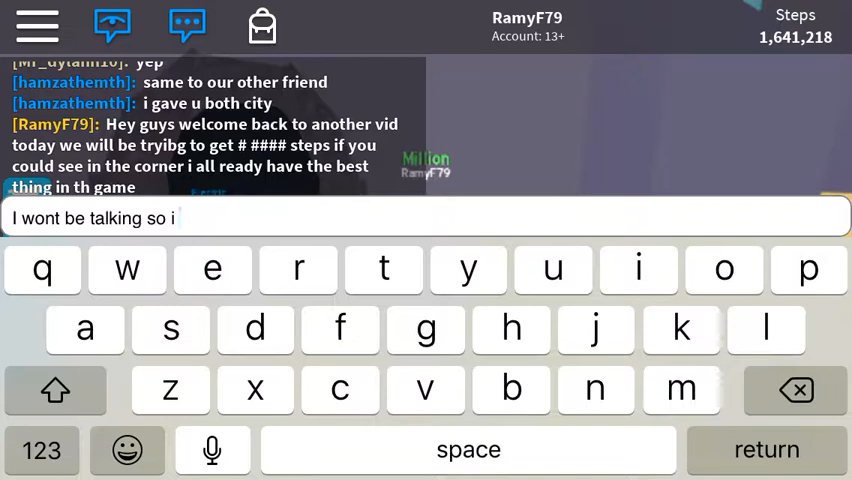 RamyF79
Account: 13+
Steps
1,641,218
[Mr_dylann10]: yep
[hamzathemth]: same to our other friend
[hamzathemth]: i gave u both city
[RamyF79]: Hey guys welcome back to another vid
today we will be trybg to get # #### steps if you
could see in the corner i all ready have the best
thing in th game
Million
RamyF79
Electric
I wont be talking so i
q w e r t y u i o p
a s d f g h j k l
z x c v b n m
123 space return